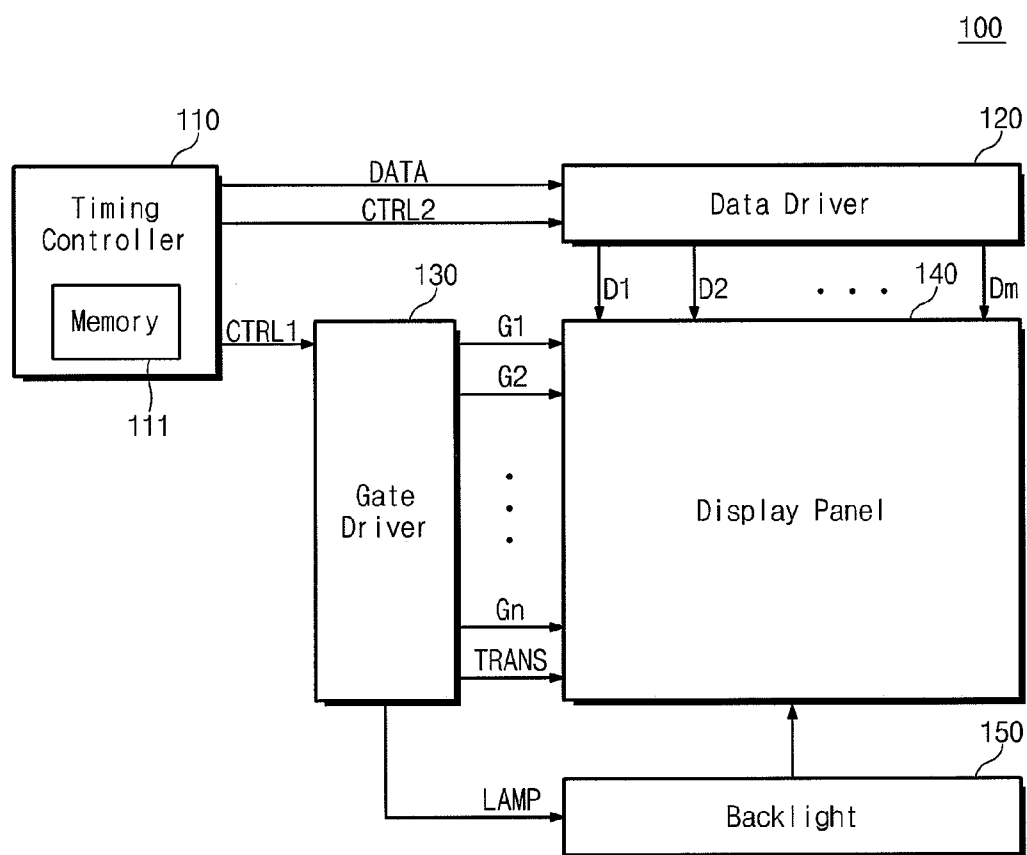 100
110
120
Timing
Controller
DATA
CTRL2
Data Driver
130
D1
D2
. . .
140
Dm
Memory
CTRL1
G1
111
G2
Gate
Driver
Display Panel
Gn
TRANS
150
LAMP
Backlight